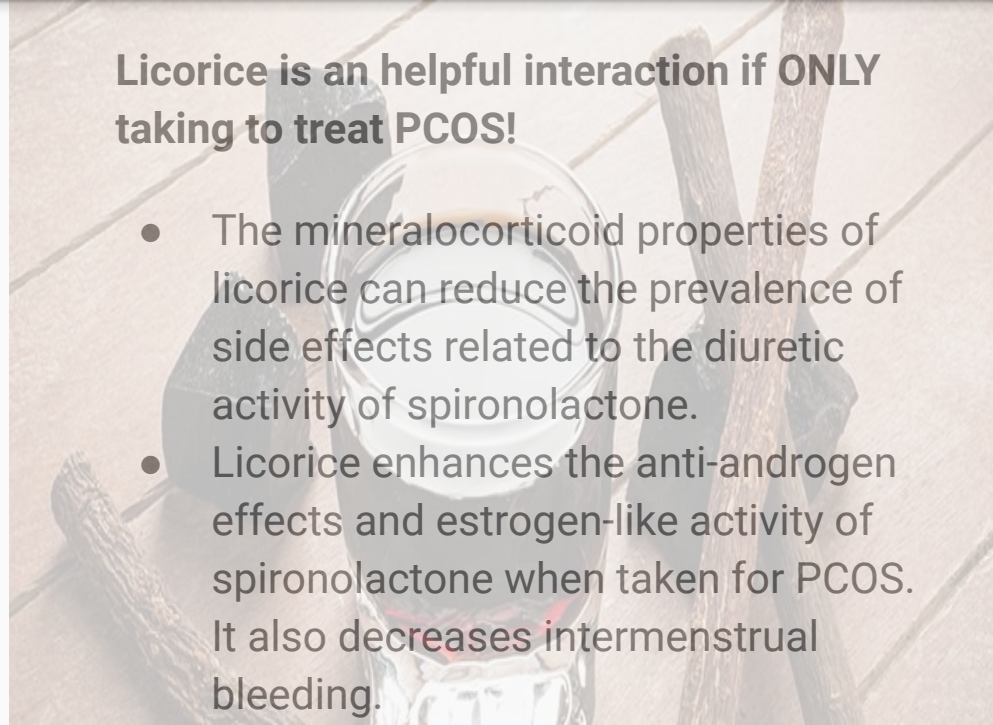 Licorice is an helpful interaction if ONLY
taking to treat PCOS!
● The mineralocorticoid properties of
licorice can reduce the prevalence of
side effects related to the diuretic
activity of spironolactone.
● Licorice enhances the anti-androgen
effects and estrogen-like activity of
spironolactone when taken for PCOS.
It also decreases intermenstrual
bleeding.